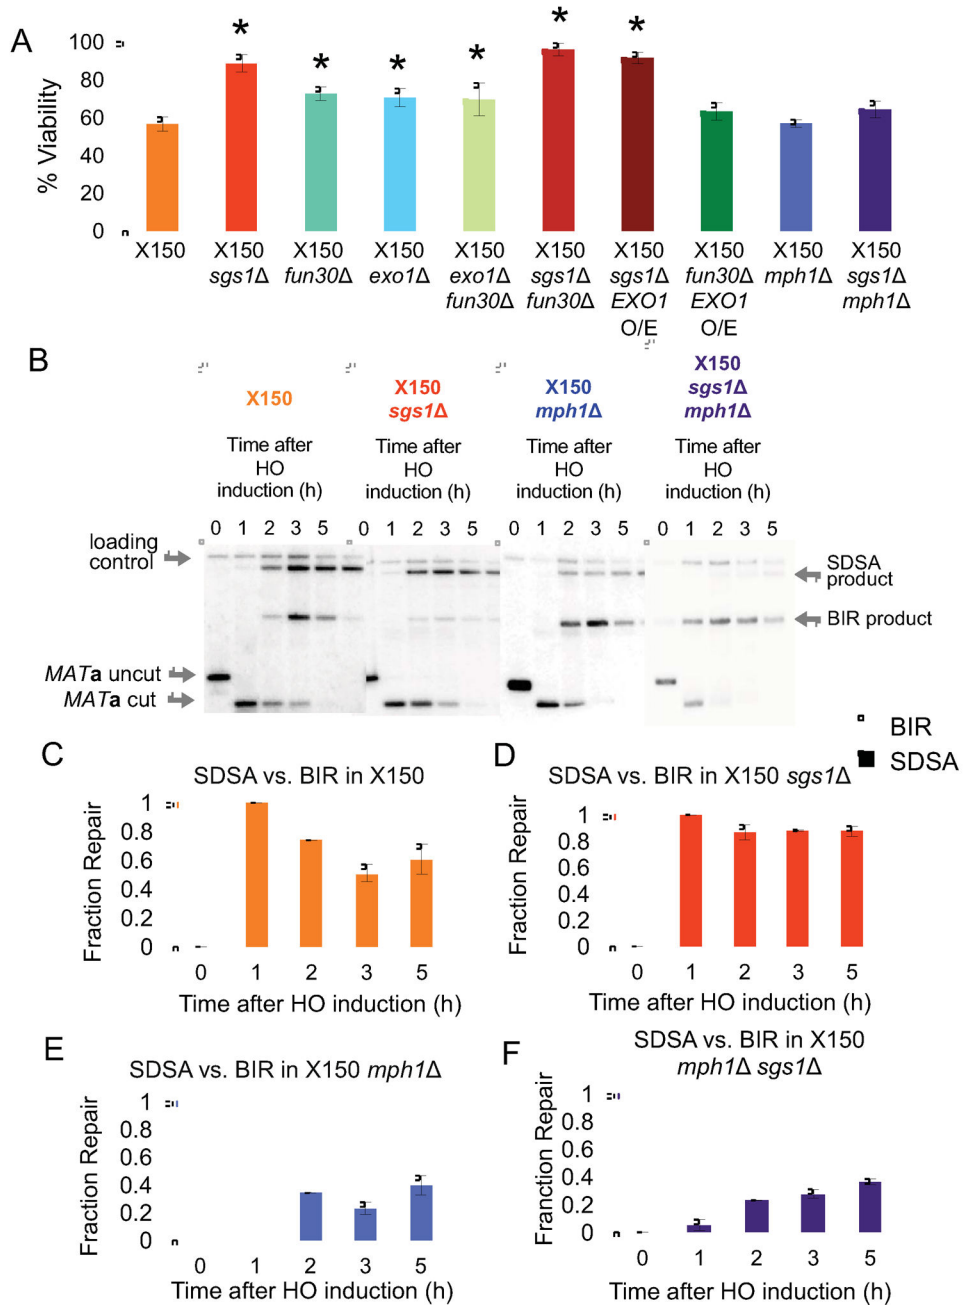 A
% Viability
100
80
60
40
20
0
X150
X150
sgs1Δ
X150
fun30Δ
X150
exo1Δ
X150
exo1Δ
fun30Δ
X150
sgs1Δ
fun30Δ
X150
sgs1Δ
EXO1
O/E
X150
fun30Δ
EXO1
O/E
X150
mph1Δ
X150
sgs1Δ
mph1Δ
* * * * * *
B
X150
Time after
HO
induction (h)
0 1 2 3 5
X150
sgs1Δ
Time after
HO
induction (h)
0 1 2 3 5
X150
mph1Δ
Time after
HO
induction (h)
0 1 2 3 5
X150
sgs1Δ
mph1Δ
Time after
HO
induction (h)
0 1 2 3 5
loading
control
MATa uncut
MATa cut
SDSA
product
BIR product
BIR
SDSA
C
SDSA vs. BIR in X150
Fraction Repair
1
0.8
0.6
0.4
0.2
0
0 1 2 3 5
Time after HO induction (h)
D
SDSA vs. BIR in X150 sgs1Δ
Fraction Repair
1
0.8
0.6
0.4
0.2
0
0 1 2 3 5
Time after HO induction (h)
E
SDSA vs. BIR in X150 mph1Δ
Fraction Repair
1
0.8
0.6
0.4
0.2
0
0 1 2 3 5
Time after HO induction (h)
F
SDSA vs. BIR in X150
mph1Δ sgs1Δ
Franction Repair
1
0.8
0.6
0.4
0.2
0
0 1 2 3 5
Time after HO induction (h)